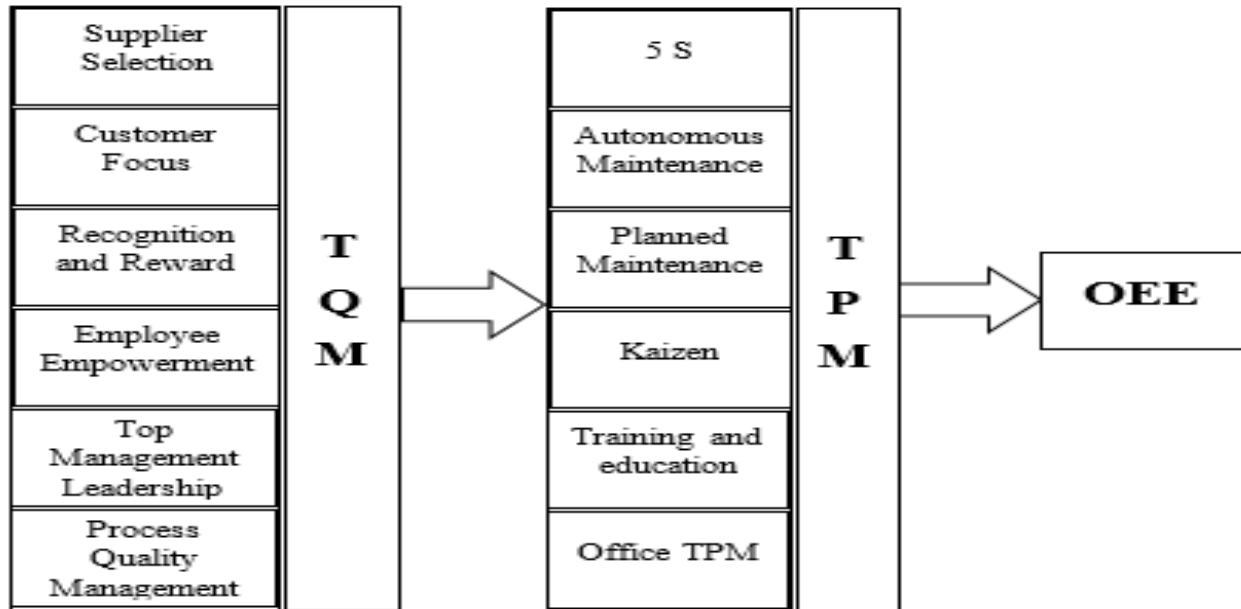 Supplier
Selection
Customer
Focus
Recognition
and Reward
Employee
Empowerment
Top
Management
Leadership
Process
Quality
Management
T
Q
M
5 S
Autonomous
Maintenance
Planned
Maintenance
Kaizen
Training and
education
Office TPM
T
P
M
OEE